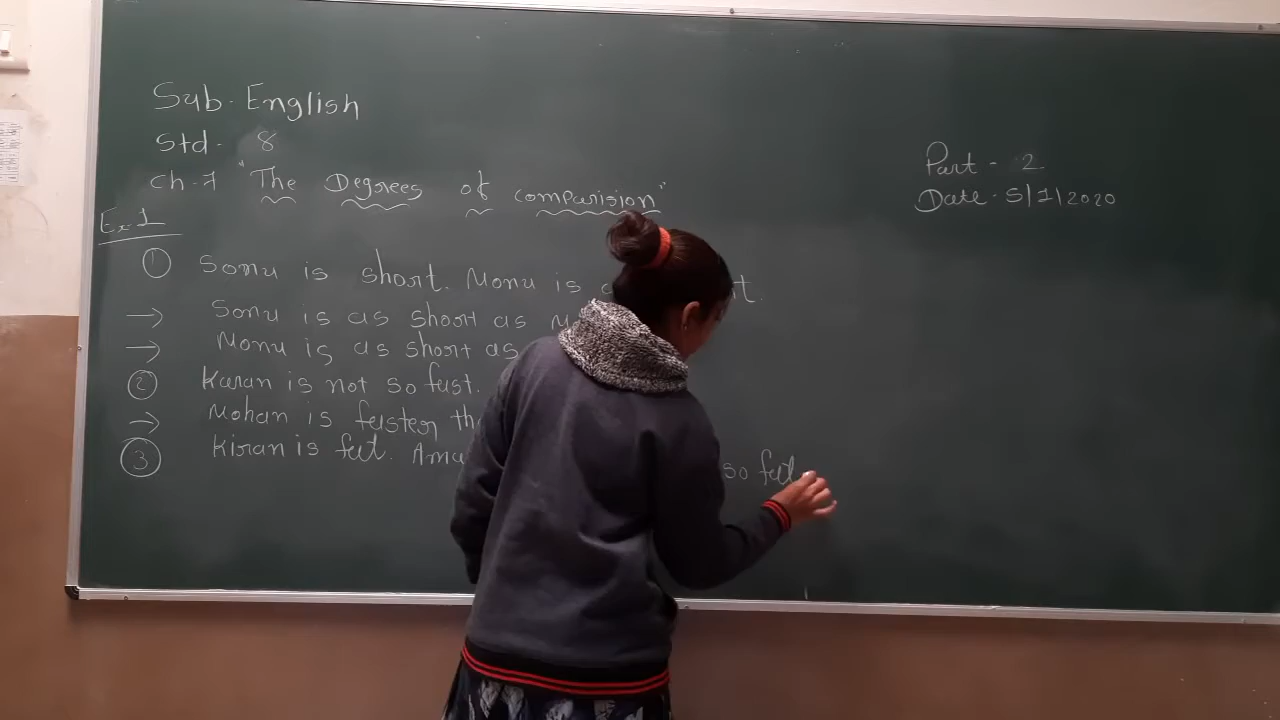 Sub. English
Std- 8
Ch-7 "The Degrees of comparision"
Part - 2
Date. 5/1/2020
Ex-1
① Sonu is short. Monu is
→ Sonu is as short as
→ Monu is as short as
② Karan is not so fast.
→ Mohan is faster
③ Kiran is fat. so fat